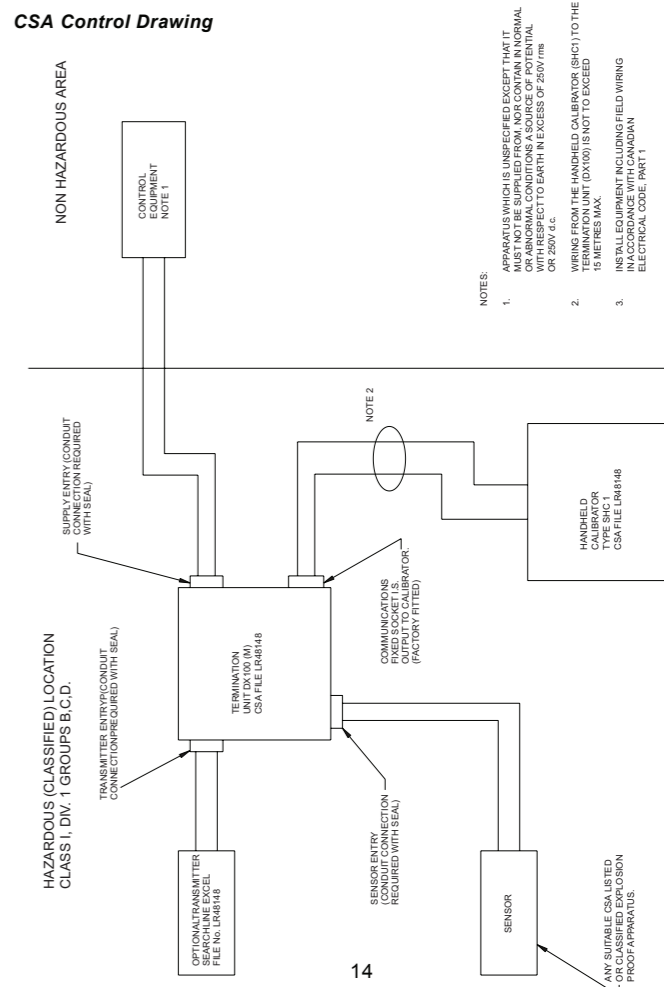 CSA Control Drawing
HAZARDOUS (CLASSIFIED) LOCATION
CLASS I, DIV. 1 GROUPS B,C,D.
NON HAZARDOUS AREA
TRANSMITTER ENTRYP(CONDUIT
CONNECTIONPREQUIRED WITH SEAL)
SUPPLY ENTRY (CONDUIT
CONNECTION REQUIRED
WITH SEAL)
CONTROL
EQUIPMENT
NOTE 1
OPTIONALTRANSMITTER
SEARCHLINE EXCEL
FILE No. LR48148
TERMINATION
UNIT DX100 (M)
CSA FILE LR48148
NOTE 2
SENSOR ENTRY
(CONDUIT CONNECTION
REQUIRED WITH SEAL)
COMMUNICATIONS
FIXED SOCKET I.S.
OUTPUT TO CALIBRATOR.
(FACTORY FITTED)
SENSOR
HANDHELD
CALIBRATOR
TYPE SHC 1
CSA FILE LR48148
ANY SUITABLE CSA LISTED
- OR CLASSIFIED EXPLOSION
PROOF APPARATUS.
NOTES:
1. APPARATUS WHICH IS UNSPECIFIED EXCEPT THAT IT
MUST NOT BE SUPPLIED FROM, NOR CONTAIN IN NORMAL
OR ABNORMAL CONDITIONS A SOURCE OF POTENTIAL
WITH RESPECT TO EARTH IN EXCESS OF 250V rms
OR 250V d.c.
2. WIRING FROM THE HANDHELD CALIBRATOR (SHC1) TO THE
TERMINATION UNIT (DX100) IS NOT TO EXCEED
15 METRES MAX.
3. INSTALL EQUIPMENT INCLUDING FIELD WIRING
IN ACCORDANCE WITH CANADIAN
ELECTRICAL CODE, PART 1
14